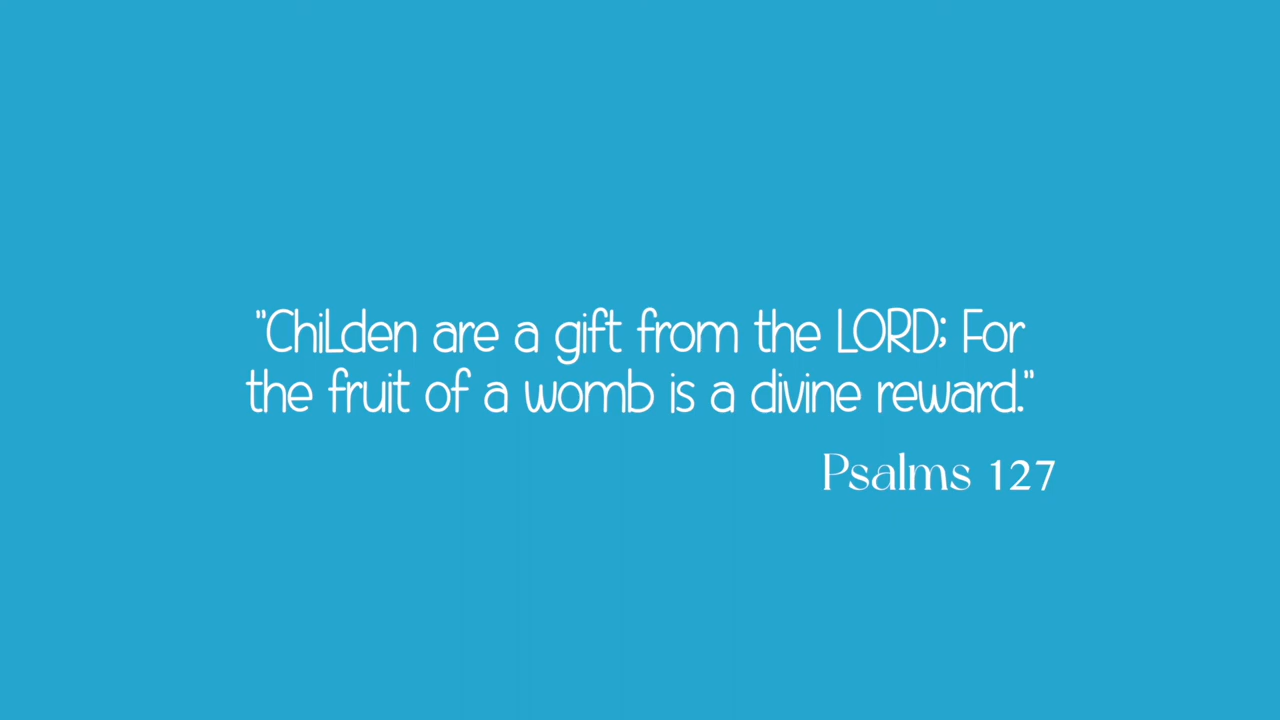 "ChiLden are a gift from the LORD; For
the fruit of a womb is a divine reward."
Psalms 127